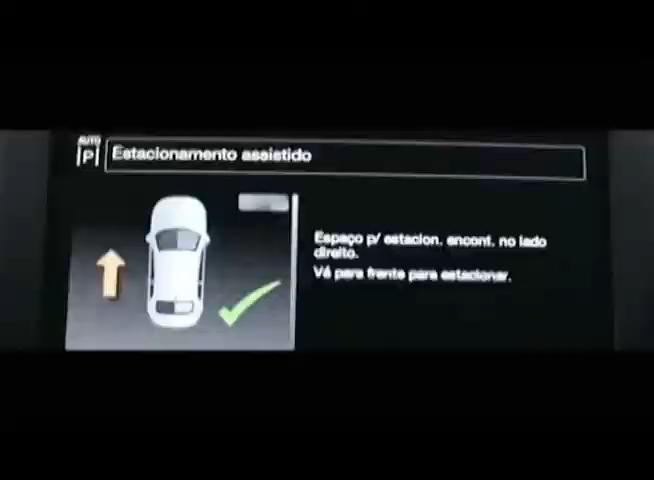 AUTO
P Estacionamento assistido
Espaço p/ estacion. encont. no lado
direito.
Vá para frente para estacionar.